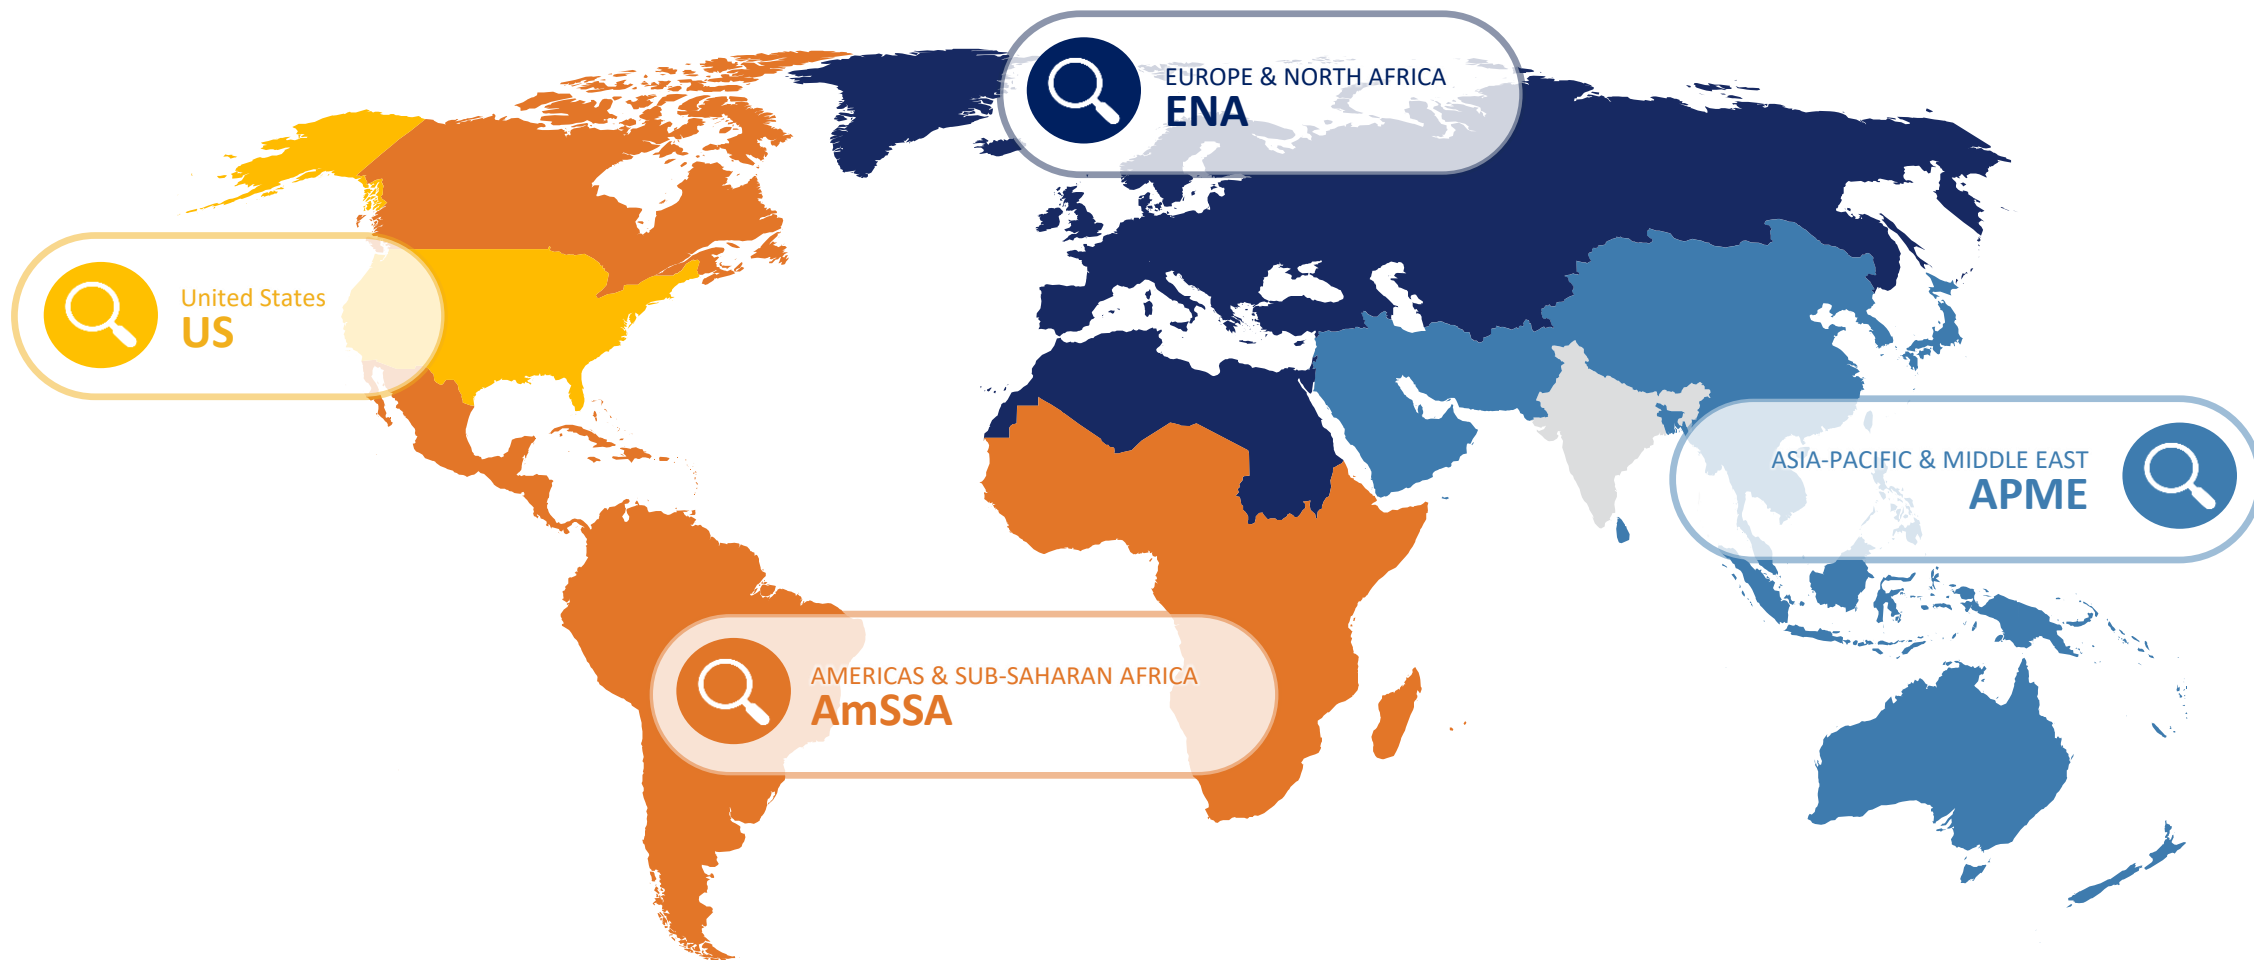 EUROPE & NORTH AFRICA
ENA
United States
US
ASIA-PACIFIC & MIDDLE EAST
APME
AMERICAS & SUB-SAHARAN AFRICA
AmSSA